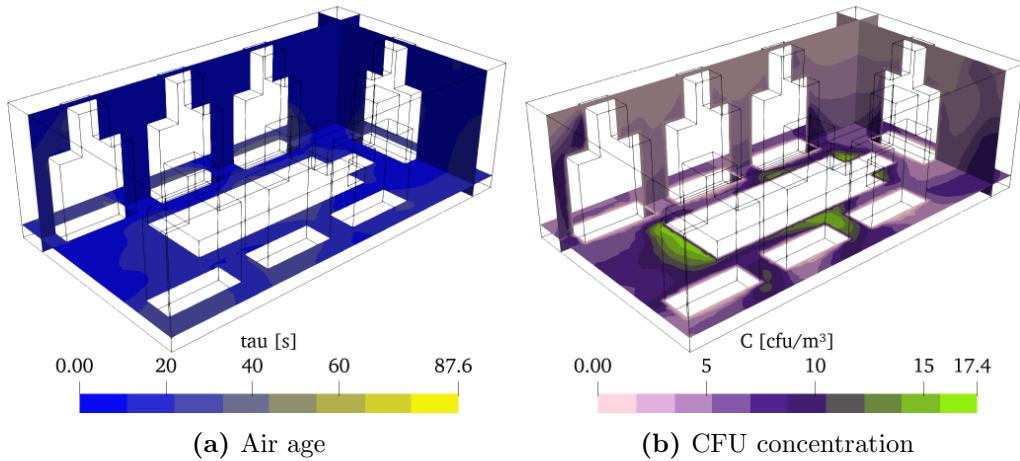 tau [s]
0.00 20 40 60 87.6
(a) Air age
C [cfu/m³]
0.00 5 10 15 17.4
(b) CFU concentration